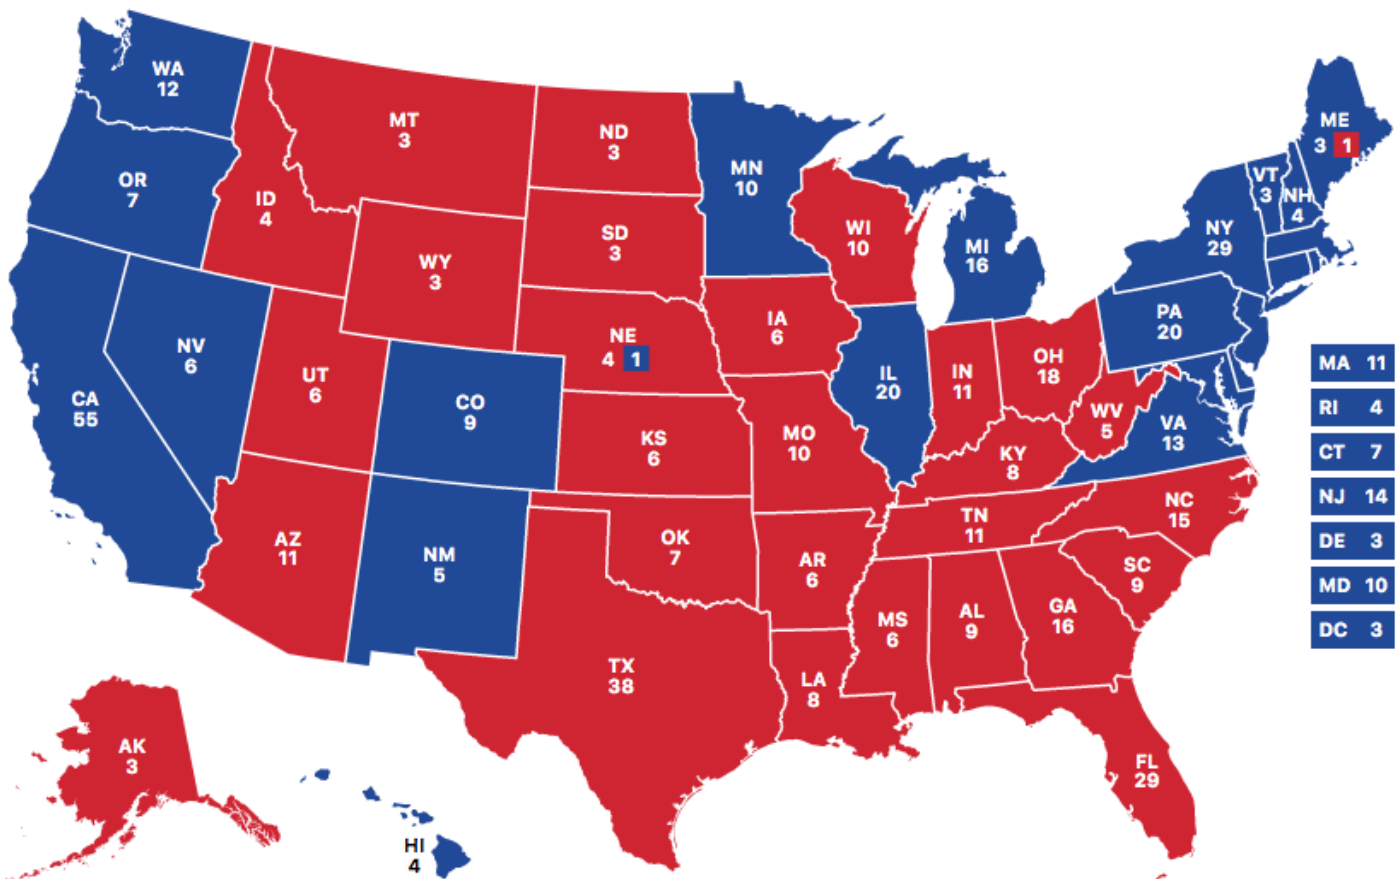 WA
12
OR
7
CA
55
NV
6
ID
4
MT
3
WY
3
UT
6
CO
9
AZ
11
NM
5
ND
3
SD
3
NE
4 1
KS
6
OK
7
TX
38
MN
10
IA
6
MO
10
AR
6
LA
8
WI
10
IL
20
MI
16
IN
11
OH
18
KY
8
TN
11
MS
6
AL
9
GA
16
FL
29
SC
9
NC
15
VA
13
WV
5
PA
20
NY
29
VT
3
NH
4
ME
3 1
MA 11
RI 4
CT 7
NJ 14
DE 3
MD 10
DC 3
AK
3
HI
4